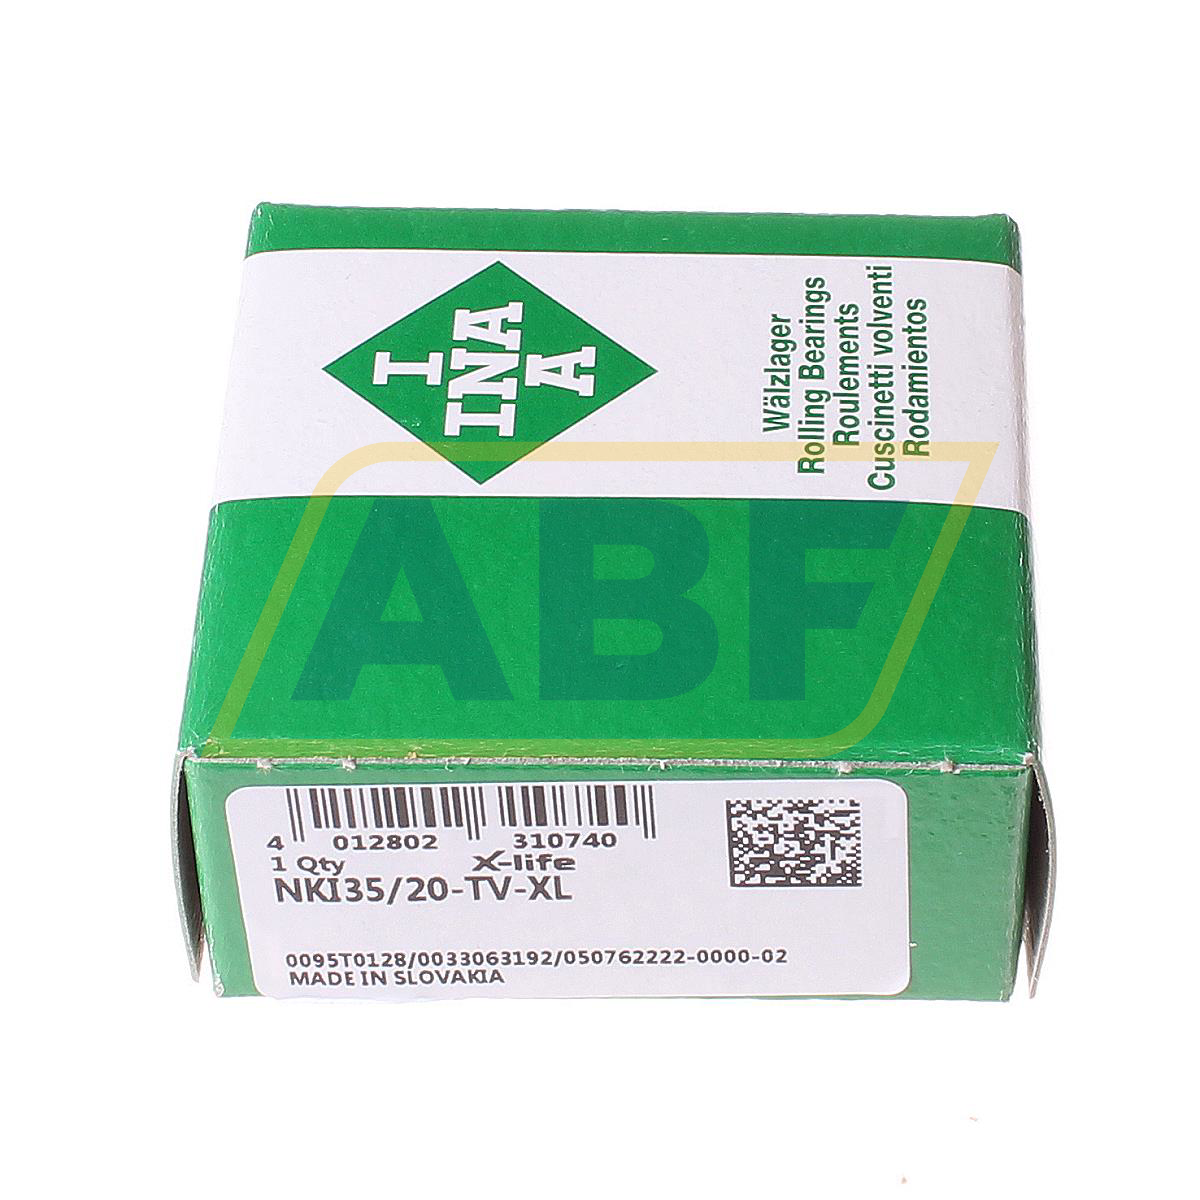 I
INA
A
Wälzlager
Rolling Bearings
Roulements
Cuscinetti volventi
Rodamientos
ABF
4 012802 310740
1 Qty X-life
NKI35/20-TV-XL
0095T0128/0033063192/050762222-0000-02
MADE IN SLOVAKIA